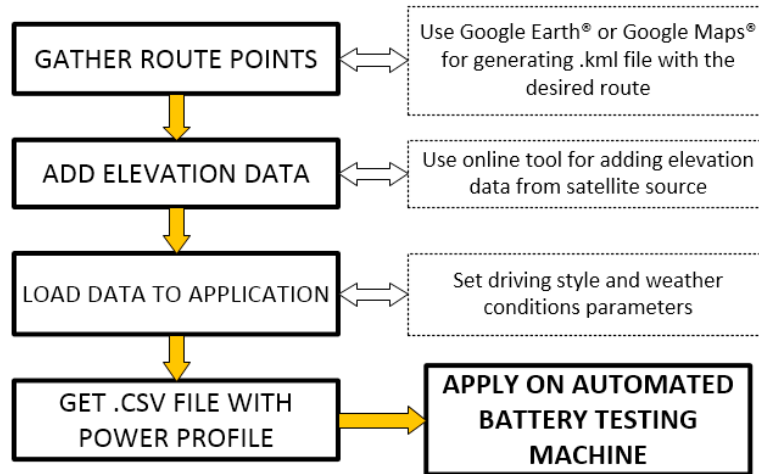 GATHER ROUTE POINTS
Use Google Earth® or Google Maps®
for generating .kml file with the
desired route
ADD ELEVATION DATA
Use online tool for adding elevation
data from satellite source
LOAD DATA TO APPLICATION
Set driving style and weather
conditions parameters
GET .CSV FILE WITH
POWER PROFILE
APPLY ON AUTOMATED
BATTERY TESTING
MACHINE